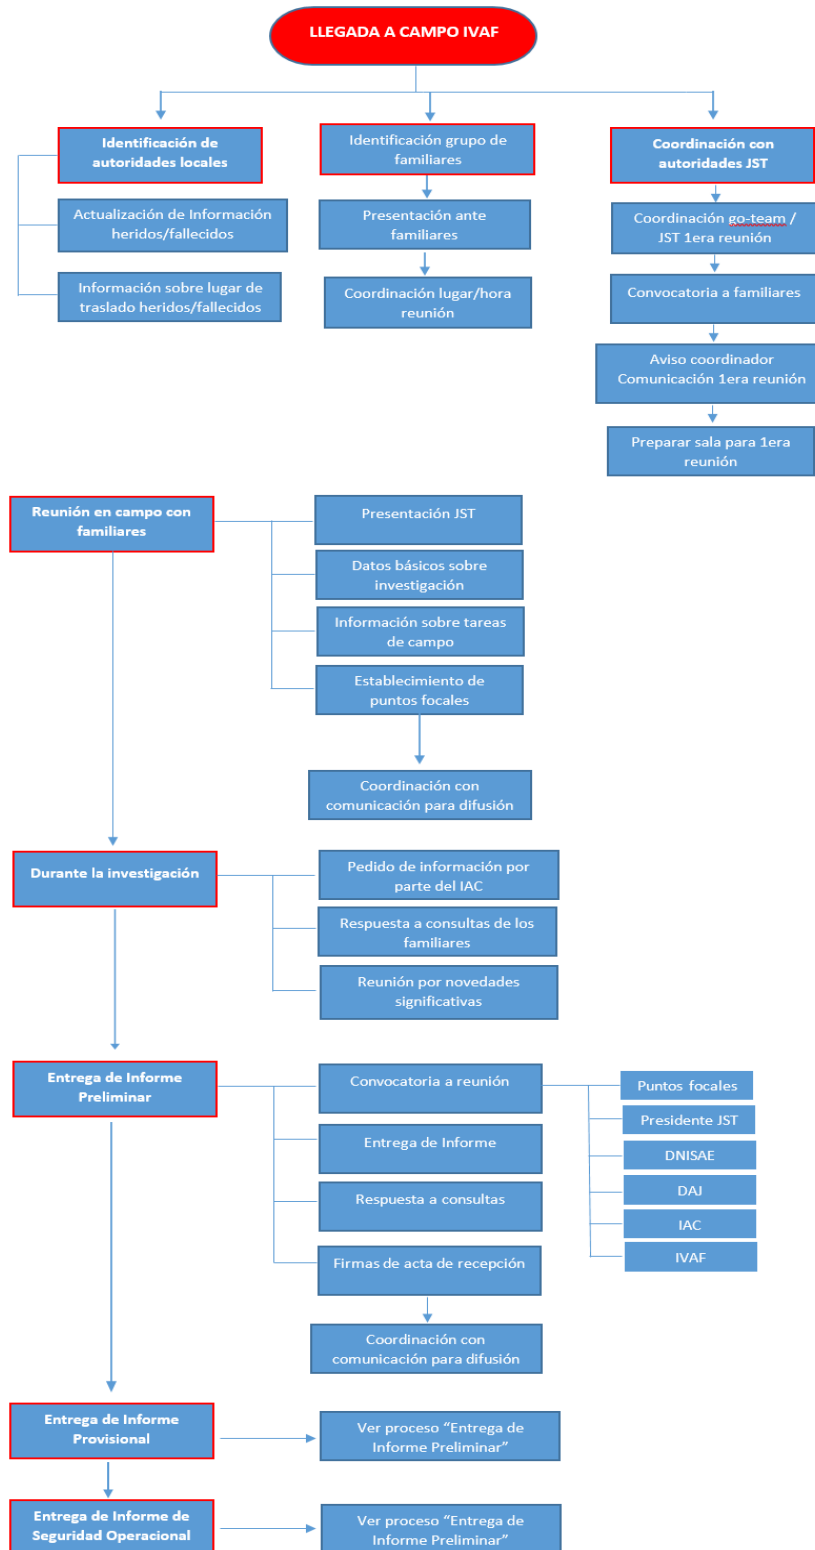 LLEGADA A CAMPO IVAF
Identificación de
autoridades locales
Actualización de Información
heridos/fallecidos
Información sobre lugar de
traslado heridos/fallecidos
Identificación grupo de
familiares
Presentación ante
familiares
Coordinación lugar/hora
reunión
Coordinación con
autoridades JST
Coordinación go-team /
JST 1era reunión
Convocatoria a familiares
Aviso coordinador
Comunicación 1era reunión
Preparar sala para 1era
reunión
Reunión en campo con
familiares
Presentación JST
Datos básicos sobre
investigación
Información sobre tareas
de campo
Establecimiento de
puntos focales
Coordinación con
comunicación para difusión
Durante la investigación
Pedido de información por
parte del IAC
Respuesta a consultas de los
familiares
Reunión por novedades
significativas
Entrega de Informe
Preliminar
Convocatoria a reunión
Puntos focales
Presidente JST
DNISAE
DAJ
IAC
IVAF
Entrega de Informe
Respuesta a consultas
Firmas de acta de recepción
Coordinación con
comunicación para difusión
Entrega de Informe
Provisional
Ver proceso “Entrega de
Informe Preliminar”
Entrega de Informe de
Seguridad Operacional
Ver proceso “Entrega de
Informe Preliminar”